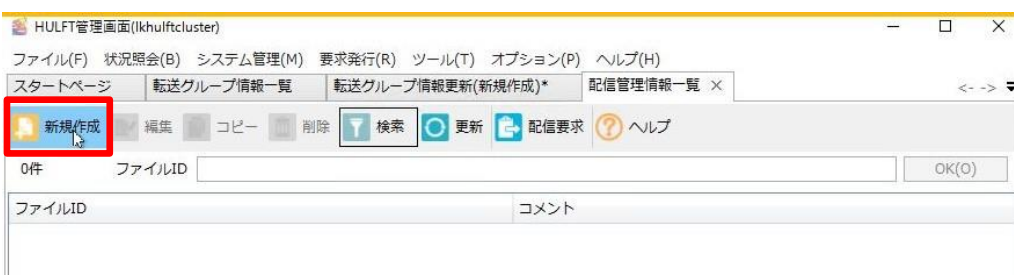 HULFT管理画面(lkhulftcluster)
ファイル(F) 状況照会(B) システム管理(M) 要求発行(R) ツール(T) オプション(P) ヘルプ(H)
スタートページ 転送グループ情報一覧 転送グループ情報更新(新規作成)* 配信管理情報一覧 × <- ->
新規作成 編集 コピー 削除 検索 更新 配信要求 ? ヘルプ
0件 ファイルID OK(O)
ファイルID コメント